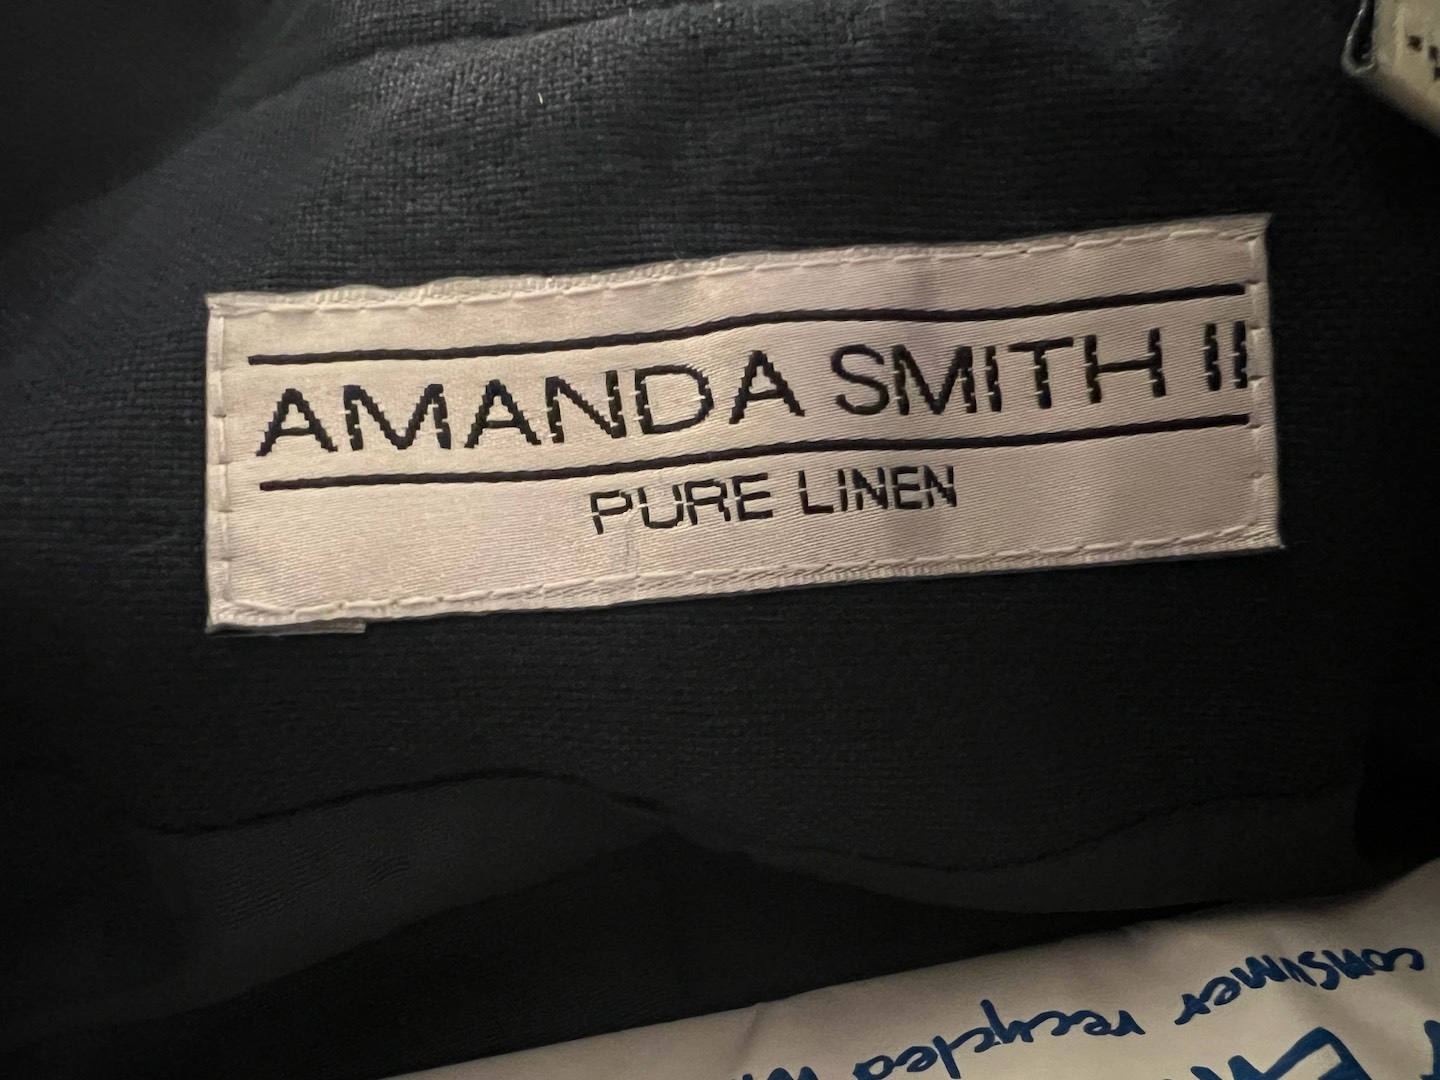 AMANDA SMITH II
PURE LINEN
consumer recycled